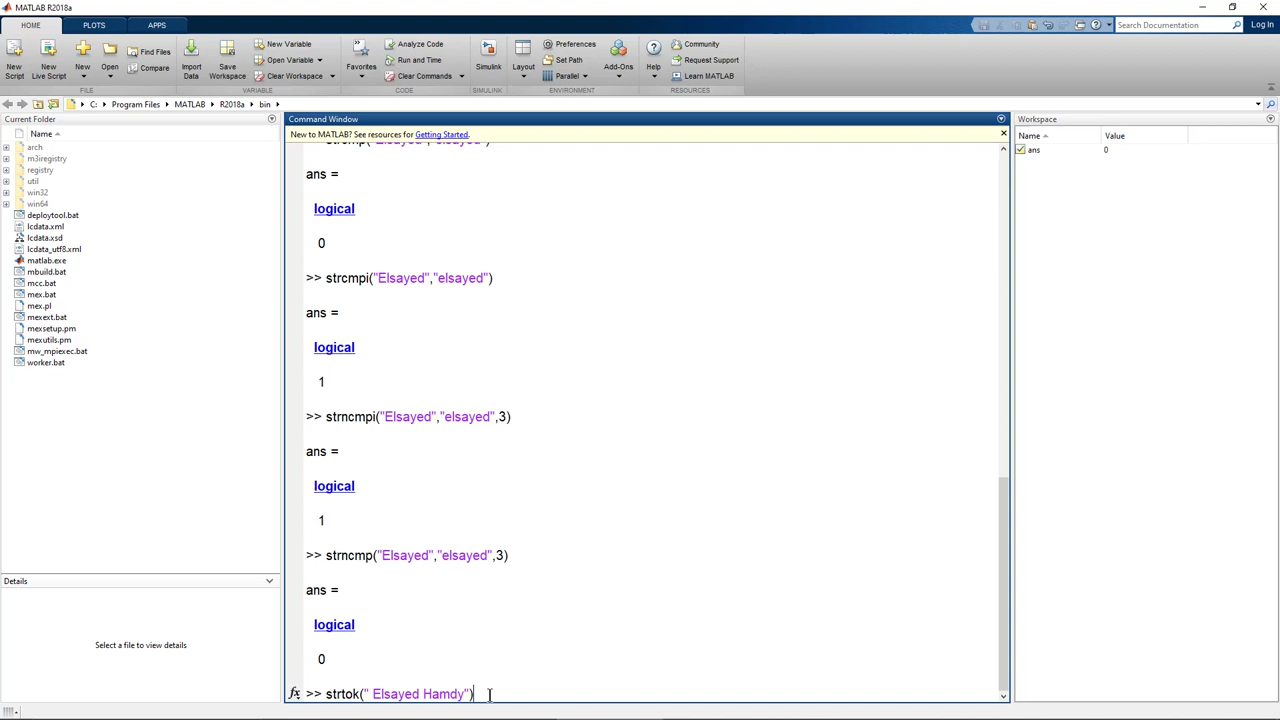 MATLAB R2018a
HOME PLOTS APPS
Search Documentation Log In
New Script
New Live Script
New
Open
Find Files
Compare
Import Data
Save Workspace
New Variable
Open Variable
Clear Workspace
Favorites
Analyze Code
Run and Time
Clear Commands
Simulink
Layout
Preferences
Set Path
Parallel
Add-Ons
Help
Community
Request Support
Learn MATLAB
FILE VARIABLE CODE SIMULINK ENVIRONMENT RESOURCES
C: Program Files MATLAB R2018a bin
Current Folder
Name
arch
m3iregistry
registry
util
win32
win64
deploytool.bat
lcdata.xml
lcdata.xsd
lcdata_utf8.xml
matlab.exe
mbuild.bat
mcc.bat
mex.bat
mex.pl
mexext.bat
mexsetup.pm
mexutils.pm
mw_mpiexec.bat
worker.bat
Details
Select a file to view details
Command Window
New to MATLAB? See resources for Getting Started.
strcmp("Elsayed","elsayed")
ans =
logical
0
>> strcmpi("Elsayed","elsayed")
ans =
logical
1
>> strncmpi("Elsayed","elsayed",3)
ans =
logical
1
>> strncmp("Elsayed","elsayed",3)
ans =
logical
0
fx >> strtok(" Elsayed Hamdy")
Workspace
Name Value
ans 0